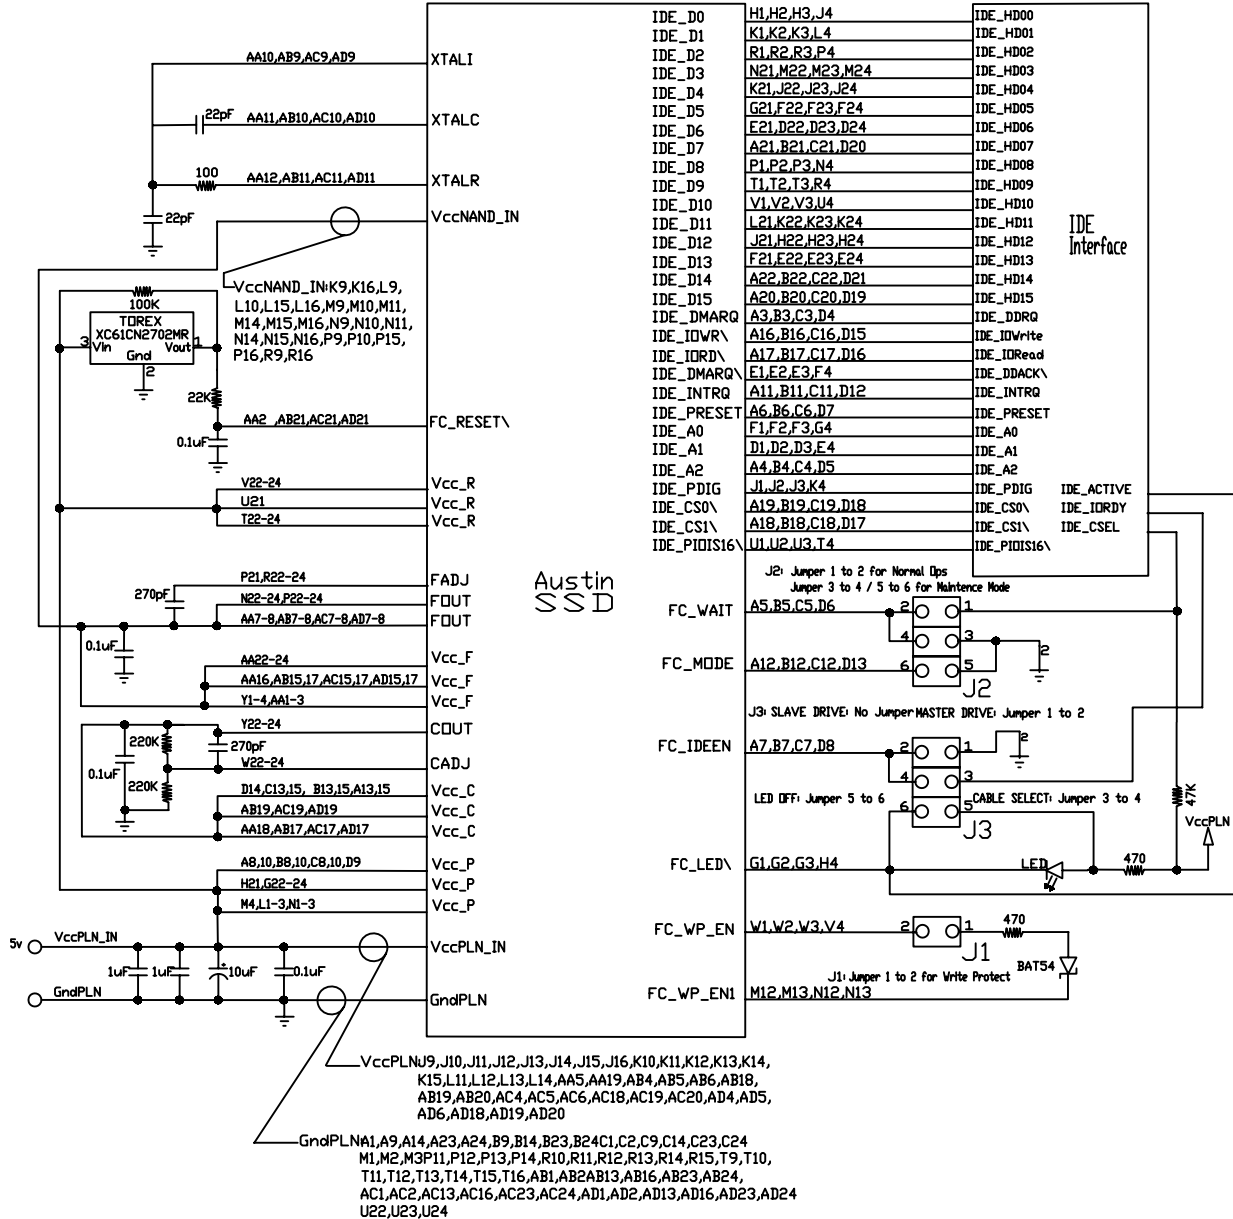 AA10,AB9,AC9,AD9
XTALI
22pF
AA11,AB10,AC10,AD10
XTALC
100
AA12,AB11,AC11,AD11
XTALR
22pF
VccNAND_IN
VccNAND_IN:K9,K16,L9,
L10,L15,L16,M9,M10,M11,
M14,M15,M16,N9,N10,N11,
N14,N15,N16,P9,P10,P15,
P16,R9,R16
100K
TOREX
XC61CN2702MR
3 Vin Vout 1
Gnd
2
22K
AA2 ,AB21,AC21,AD21
FC_RESET\
0.1uF
V22-24
Vcc_R
U21
Vcc_R
T22-24
Vcc_R
P21,R22-24
FADJ
270pF
N22-24,P22-24
FOUT
AA7-8,AB7-8,AC7-8,AD7-8
FOUT
0.1uF
AA22-24
Vcc_F
AA16,AB15,17,AC15,17,AD15,17
Vcc_F
Y1-4,AA1-3
Vcc_F
Y22-24
COUT
220K
270pF
W22-24
CADJ
0.1uF
220K
D14,C13,15, B13,15,A13,15
Vcc_C
AB19,AC19,AD19
Vcc_C
AA18,AB17,AC17,AD17
Vcc_C
A8,10,B8,10,C8,10,D9
Vcc_P
H21,G22-24
Vcc_P
M4,L1-3,N1-3
Vcc_P
5v
VccPLN_IN
VccPLN_IN
1uF
1uF
+
10uF
0.1uF
GndPLN
GndPLN
Austin
SSD
IDE_D0 H1,H2,H3,J4 IDE_HD00
IDE_D1 K1,K2,K3,L4 IDE_HD01
IDE_D2 R1,R2,R3,P4 IDE_HD02
IDE_D3 N21,M22,M23,M24 IDE_HD03
IDE_D4 K21,J22,J23,J24 IDE_HD04
IDE_D5 G21,F22,F23,F24 IDE_HD05
IDE_D6 E21,D22,D23,D24 IDE_HD06
IDE_D7 A21,B21,C21,D20 IDE_HD07
IDE_D8 P1,P2,P3,N4 IDE_HD08
IDE_D9 T1,T2,T3,R4 IDE_HD09
IDE_D10 V1,V2,V3,U4 IDE_HD10
IDE_D11 L21,K22,K23,K24 IDE_HD11
IDE_D12 J21,H22,H23,H24 IDE_HD12
IDE_D13 F21,E22,E23,E24 IDE_HD13
IDE_D14 A22,B22,C22,D21 IDE_HD14
IDE_D15 A20,B20,C20,D19 IDE_HD15
IDE_DMARQ A3,B3,C3,D4 IDE_DDRQ
IDE_IOWR\ A16,B16,C16,D15 IDE_IOWrite
IDE_IORD\ A17,B17,C17,D16 IDE_IORead
IDE_DMARQ\ E1,E2,E3,F4 IDE_DDACK\
IDE_INTRQ A11,B11,C11,D12 IDE_INTRQ
IDE_PRESET A6,B6,C6,D7 IDE_PRESET
IDE_A0 F1,F2,F3,G4 IDE_A0
IDE_A1 D1,D2,D3,E4 IDE_A1
IDE_A2 A4,B4,C4,D5 IDE_A2
IDE_PDIG J1,J2,J3,K4 IDE_PDIG
IDE_CS0\ A19,B19,C19,D18 IDE_CS0\
IDE_CS1\ A18,B18,C18,D17 IDE_CS1\
IDE_PIOIS16\ U1,U2,U3,T4 IDE_PIOIS16\
IDE
Interface
IDE_ACTIVE
IDE_IORDY
IDE_CSEL
J2: Jumper 1 to 2 for Normal Ops
Jumper 3 to 4 / 5 to 6 for Maintence Mode
FC_WAIT A5,B5,C5,D6 2 1
4 3
2
FC_MODE A12,B12,C12,D13 6 5
J2
J3: SLAVE DRIVE: No Jumper MASTER DRIVE: Jumper 1 to 2
FC_IDEEN A7,B7,C7,D8 2 1
2
4 3
LED OFF: Jumper 5 to 6
6 5
CABLE SELECT: Jumper 3 to 4
J3
47K
VccPLN
FC_LED\ G1,G2,G3,H4
LED
470
FC_WP_EN W1,W2,W3,V4 2 1
470
J1
BAT54
J1: Jumper 1 to 2 for Write Protect
FC_WP_EN1 M12,M13,N12,N13
VccPLN:J9,J10,J11,J12,J13,J14,J15,J16,K10,K11,K12,K13,K14,
K15,L11,L12,L13,L14,AA5,AA19,AB4,AB5,AB6,AB18,
AB19,AB20,AC4,AC5,AC6,AC18,AC19,AC20,AD4,AD5,
AD6,AD18,AD19,AD20
GndPLN:A1,A9,A14,A23,A24,B9,B14,B23,B24C1,C2,C9,C14,C23,C24
M1,M2,M3P11,P12,P13,P14,R10,R11,R12,R13,R14,R15,T9,T10,
T11,T12,T13,T14,T15,T16,AB1,AB2AB13,AB16,AB23,AB24,
AC1,AC2,AC13,AC16,AC23,AC24,AD1,AD2,AD13,AD16,AD23,AD24
U22,U23,U24